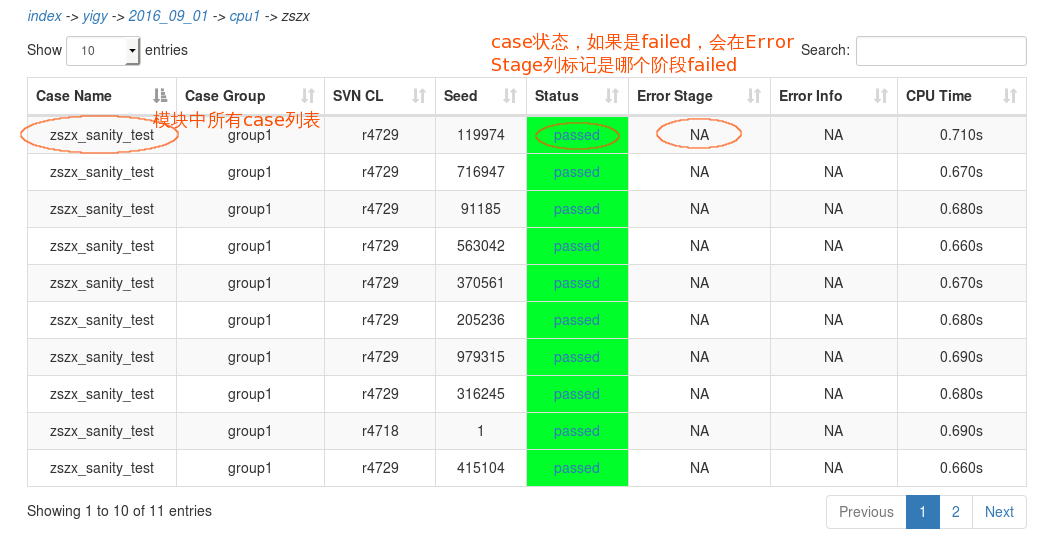 index -> yigy -> 2016_09_01 -> cpu1 -> zszx
Show 10 entries
case状态，如果是failed，会在Error
Stage列标记是哪个阶段failed
Search:
Case Name Case Group SVN CL Seed Status Error Stage Error Info CPU Time
模块中所有case列表
zszx_sanity_test group1 r4729 119974 passed NA NA 0.710s
zszx_sanity_test group1 r4729 716947 passed NA NA 0.670s
zszx_sanity_test group1 r4729 91185 passed NA NA 0.680s
zszx_sanity_test group1 r4729 563042 passed NA NA 0.660s
zszx_sanity_test group1 r4729 370561 passed NA NA 0.670s
zszx_sanity_test group1 r4729 205236 passed NA NA 0.680s
zszx_sanity_test group1 r4729 979315 passed NA NA 0.690s
zszx_sanity_test group1 r4729 316245 passed NA NA 0.680s
zszx_sanity_test group1 r4718 1 passed NA NA 0.690s
zszx_sanity_test group1 r4729 415104 passed NA NA 0.660s
Showing 1 to 10 of 11 entries
Previous 1 2 Next